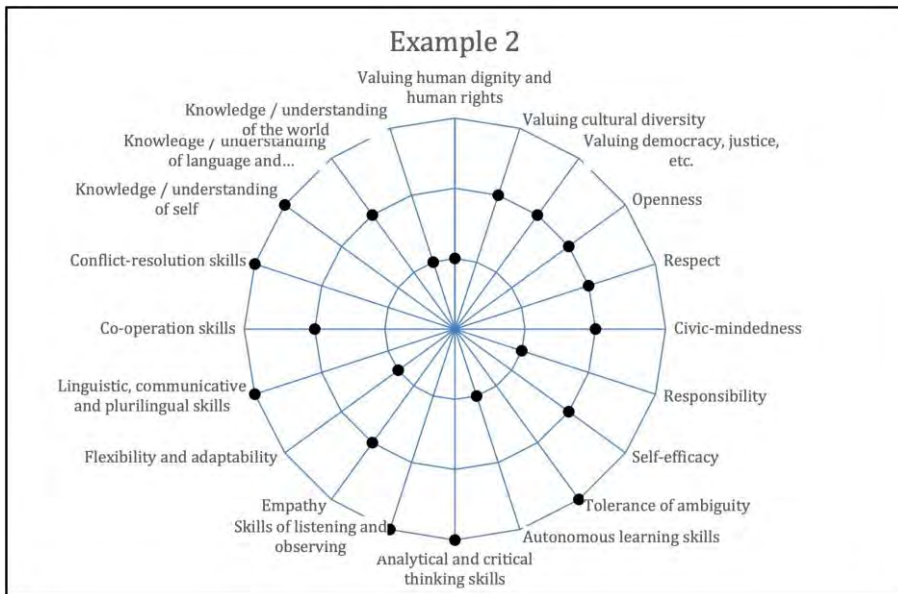 Example 2
Valuing human dignity and
human rights
Valuing cultural diversity
Valuing democracy, justice,
etc.
Openness
Respect
Civic-mindedness
Responsibility
Self-efficacy
Tolerance of ambiguity
Autonomous learning skills
Analytical and critical
thinking skills
Skills of listening and
observing
Empathy
Flexibility and adaptability
Linguistic, communicative
and plurilingual skills
Co-operation skills
Conflict-resolution skills
Knowledge / understanding
of self
Knowledge / understanding
of language and...
Knowledge / understanding
of the world